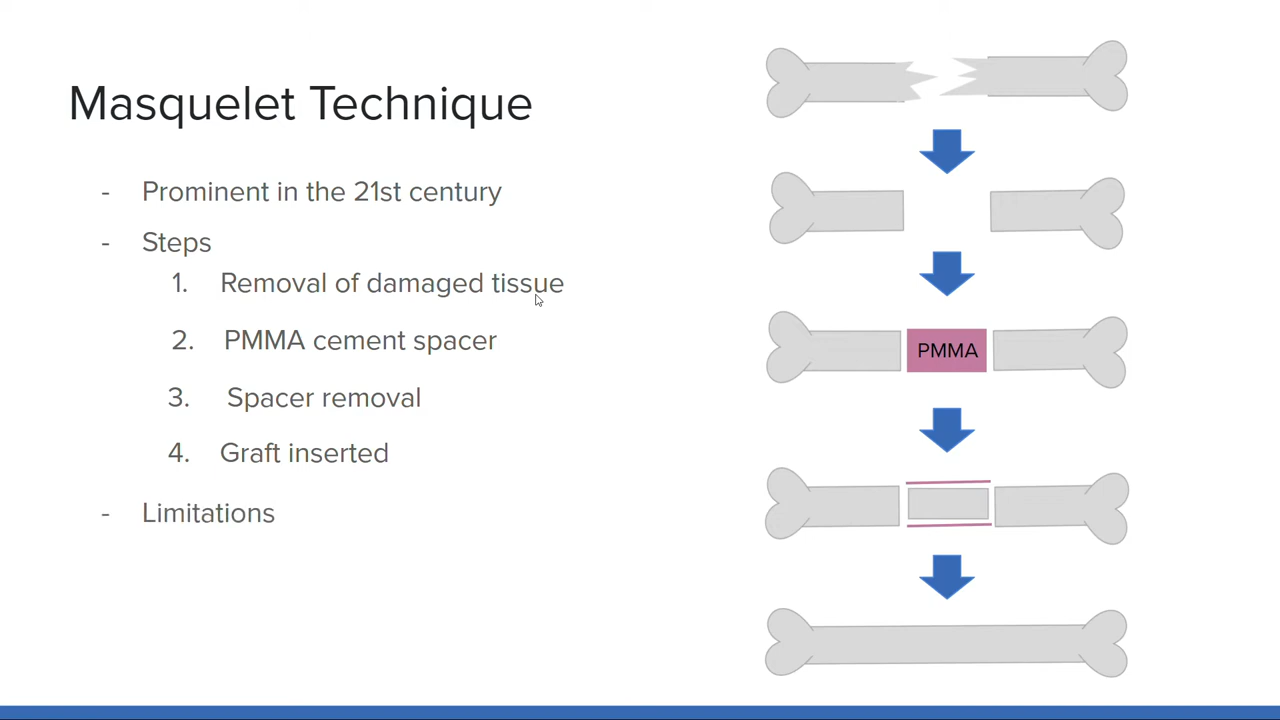 Masquelet Technique
- Prominent in the 21st century
- Steps
1. Removal of damaged tissue
2. PMMA cement spacer
3. Spacer removal
4. Graft inserted
- Limitations
PMMA